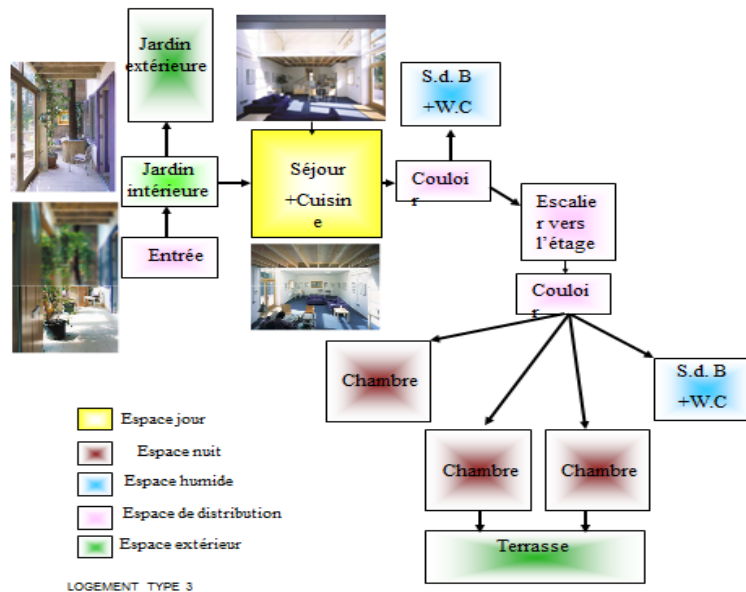 Jardin
extérieure
S.d. B
+W.C
Jardin
intérieure
Séjour
+Cuisin
e
Couloi
r
Escalie
r vers
l'étage
Entrée
Couloi
r
Chambre
S.d. B
+W.C
Chambre
Chambre
Terrasse
Espace jour
Espace nuit
Espace humide
Espace de distribution
Espace extérieur
LOGEMENT TYPE 3